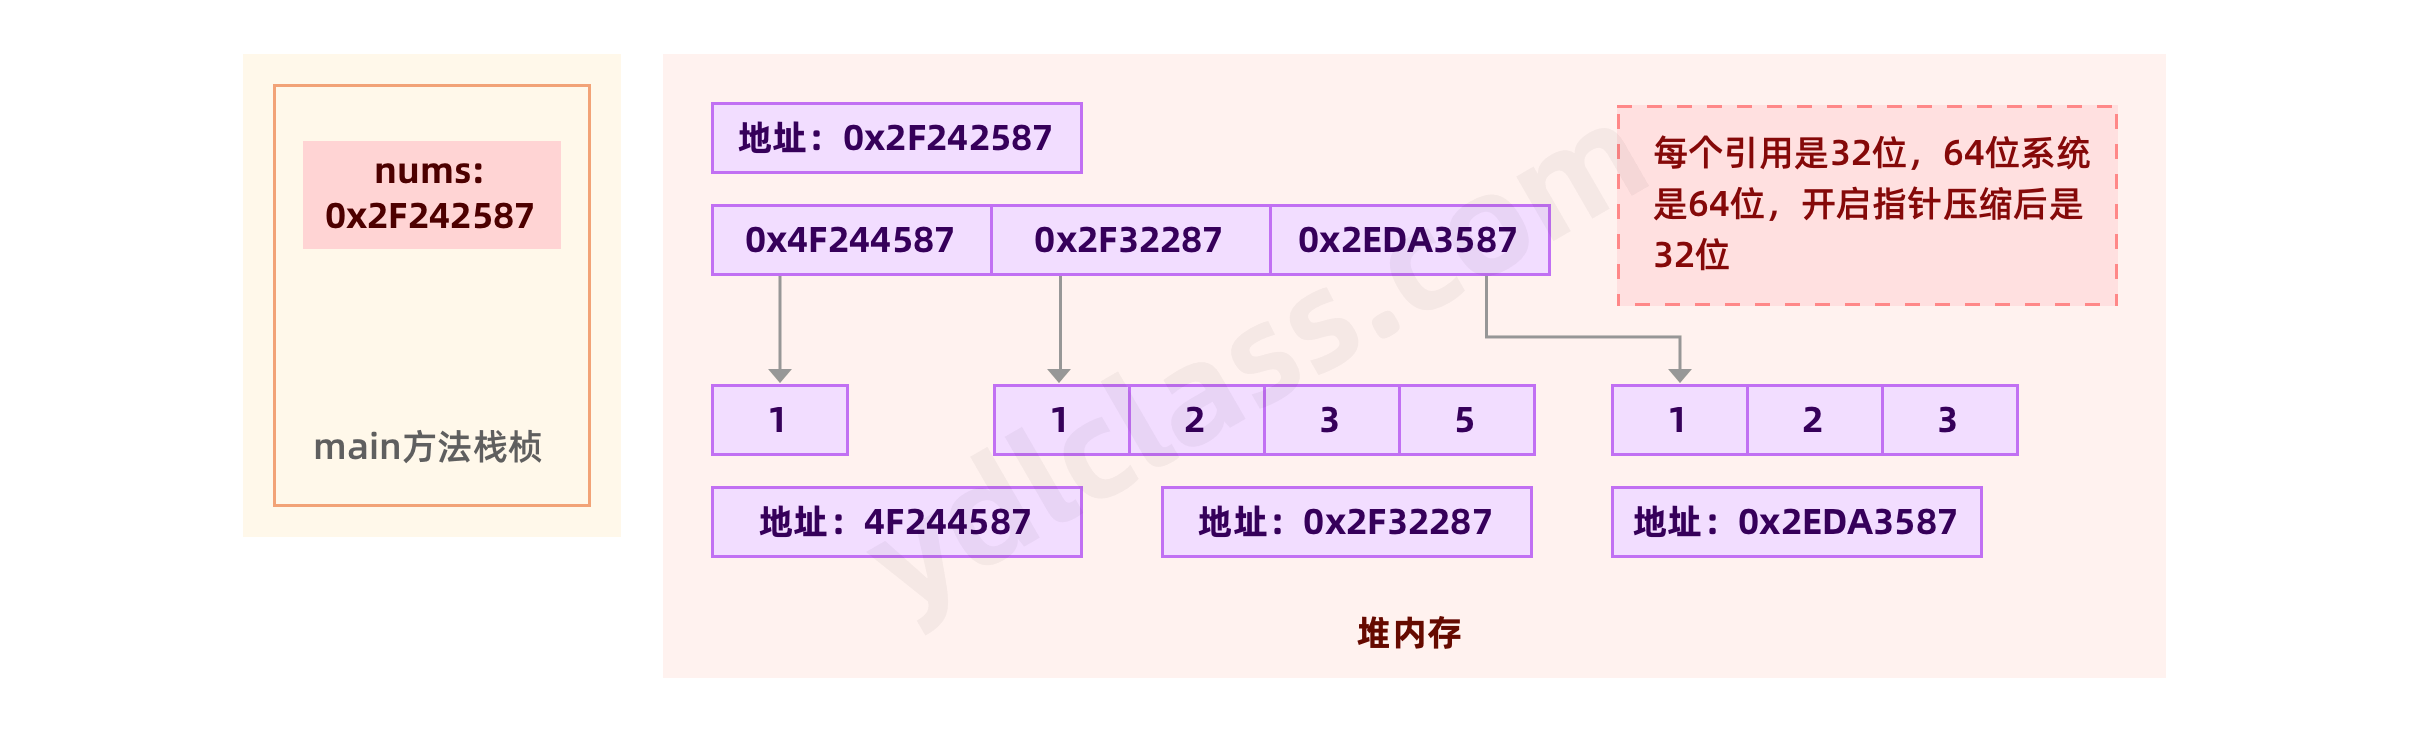 nums:
0x2F242587
main方法栈桢
地址：0x2F242587
0x4F244587 0x2F32287 0x2EDA3587
每个引用是32位，64位系统
是64位，开启指针压缩后是
32位
1
1 2 3 5
1 2 3
地址：4F244587
地址：0x2F32287
地址：0x2EDA3587
堆内存
ydlclass.com